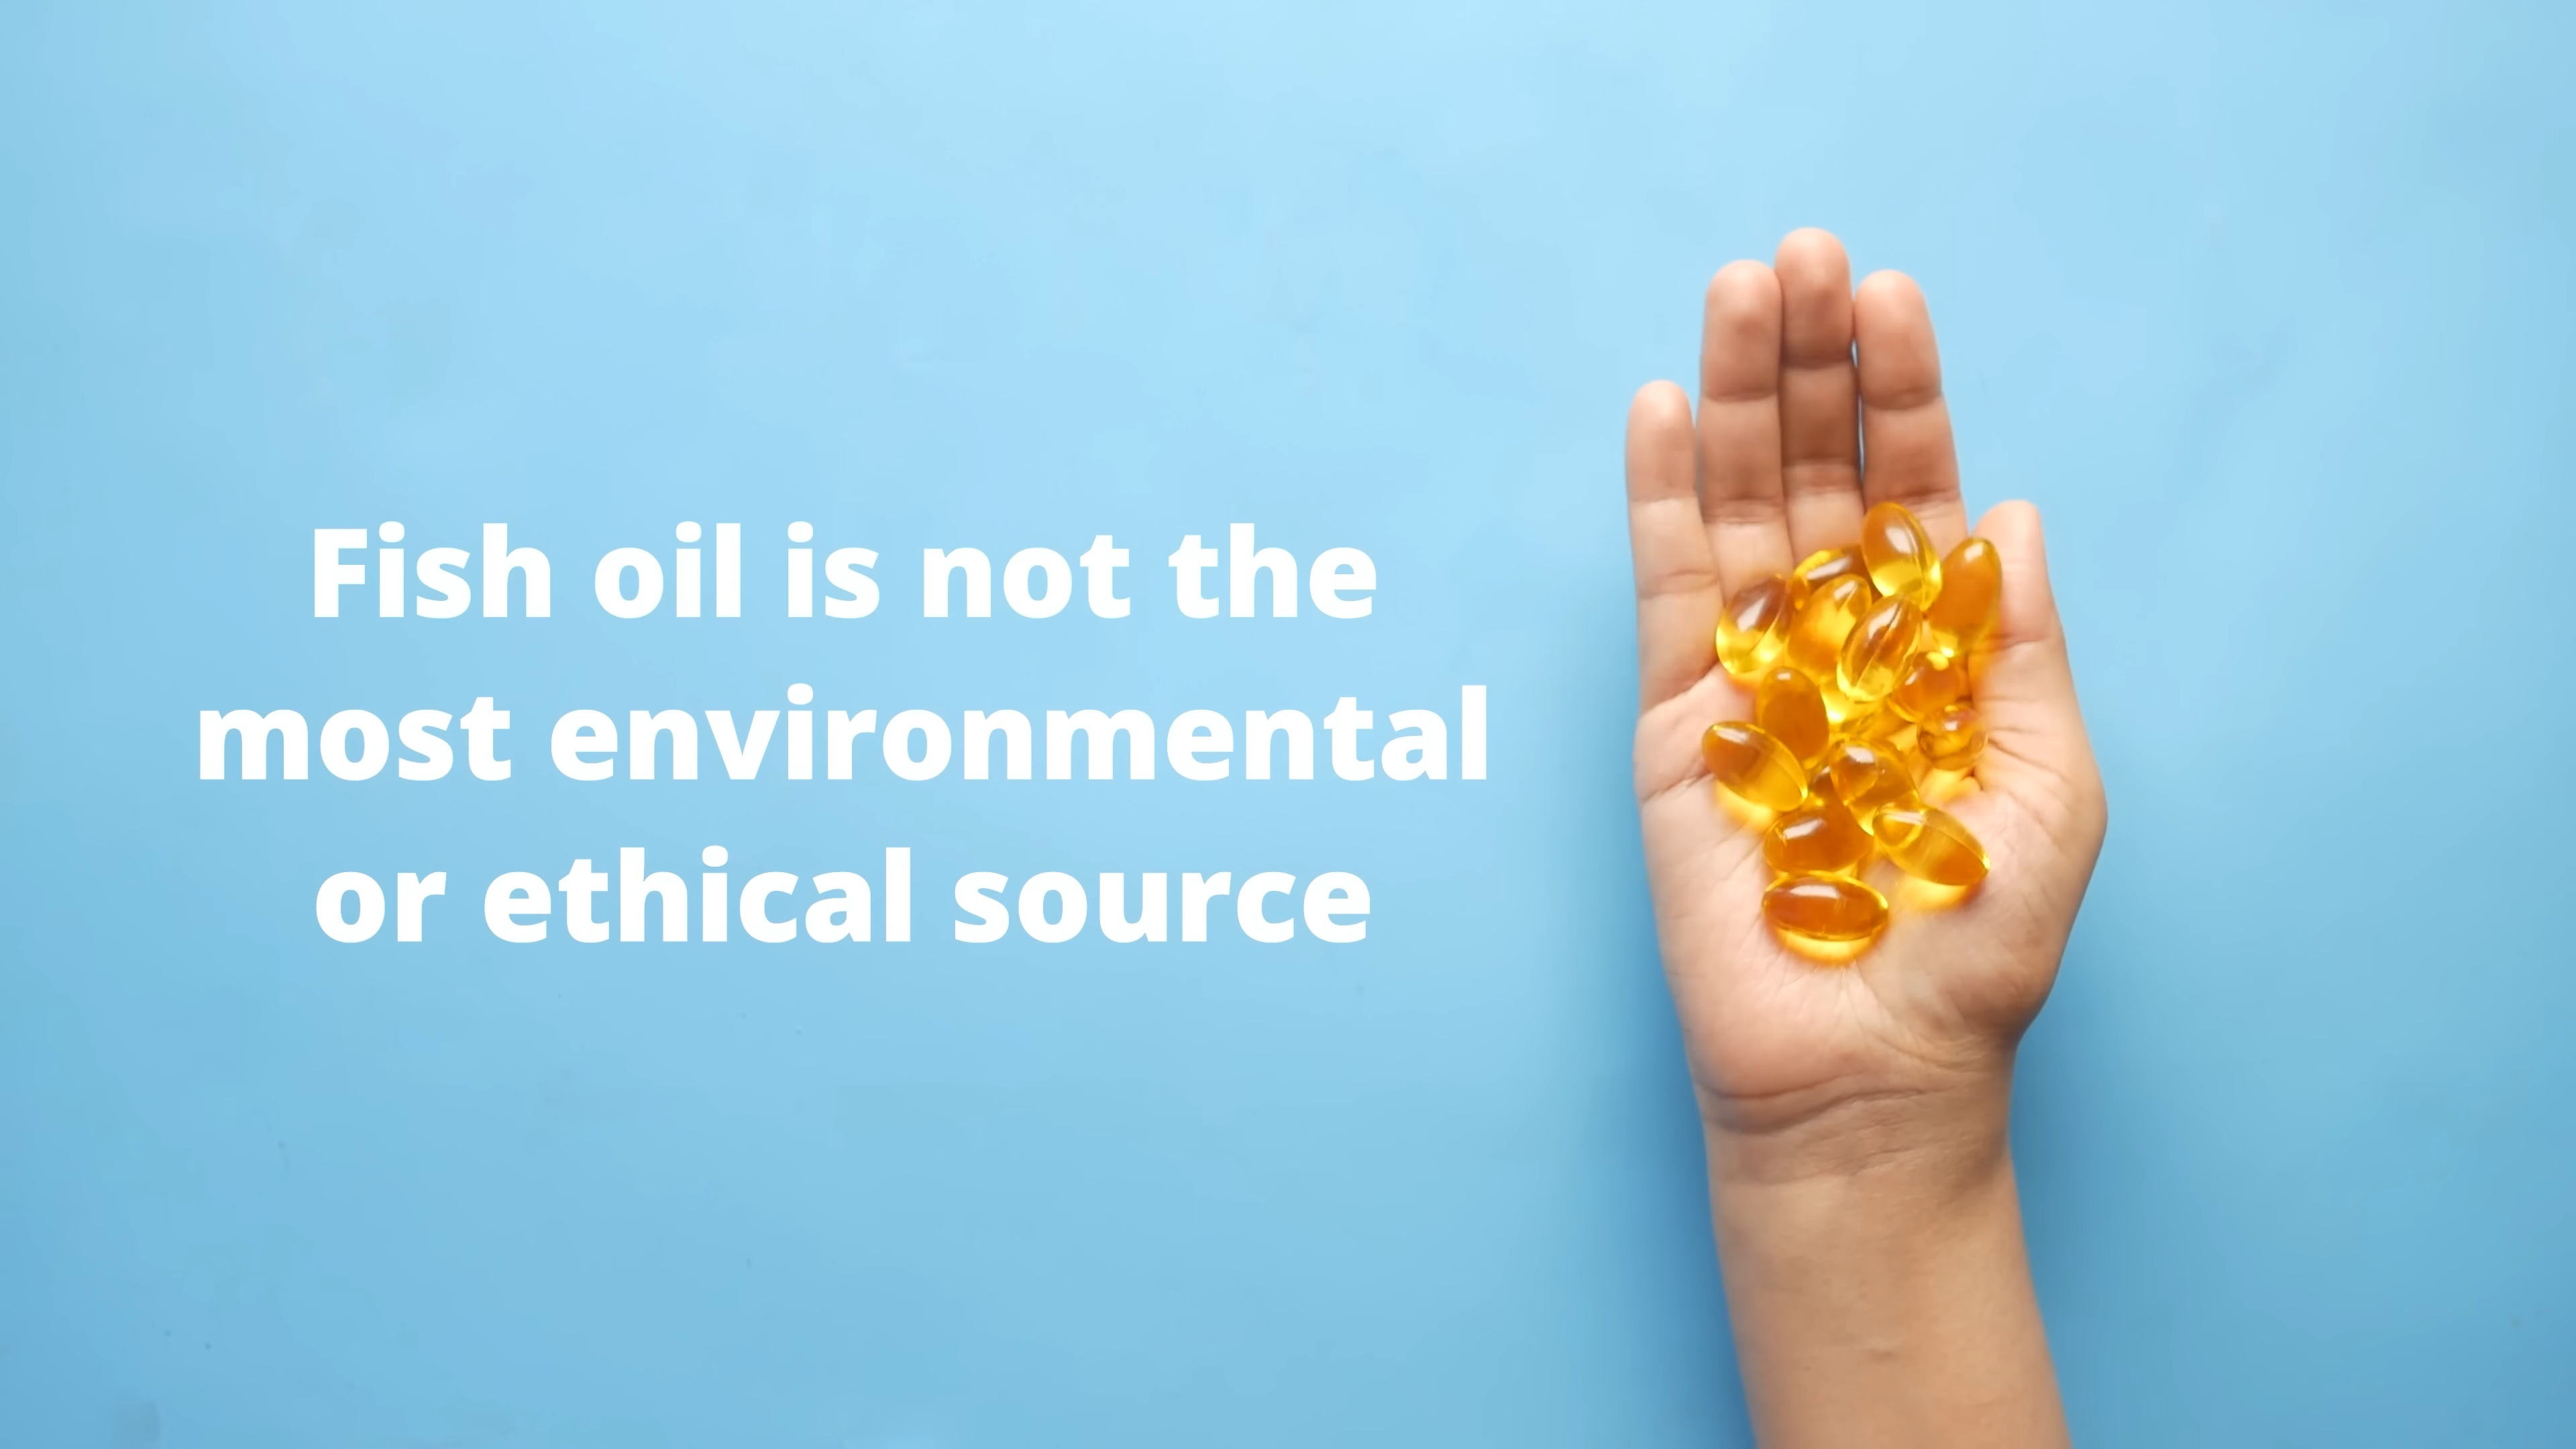 Fish oil is not the
most environmental
or ethical source